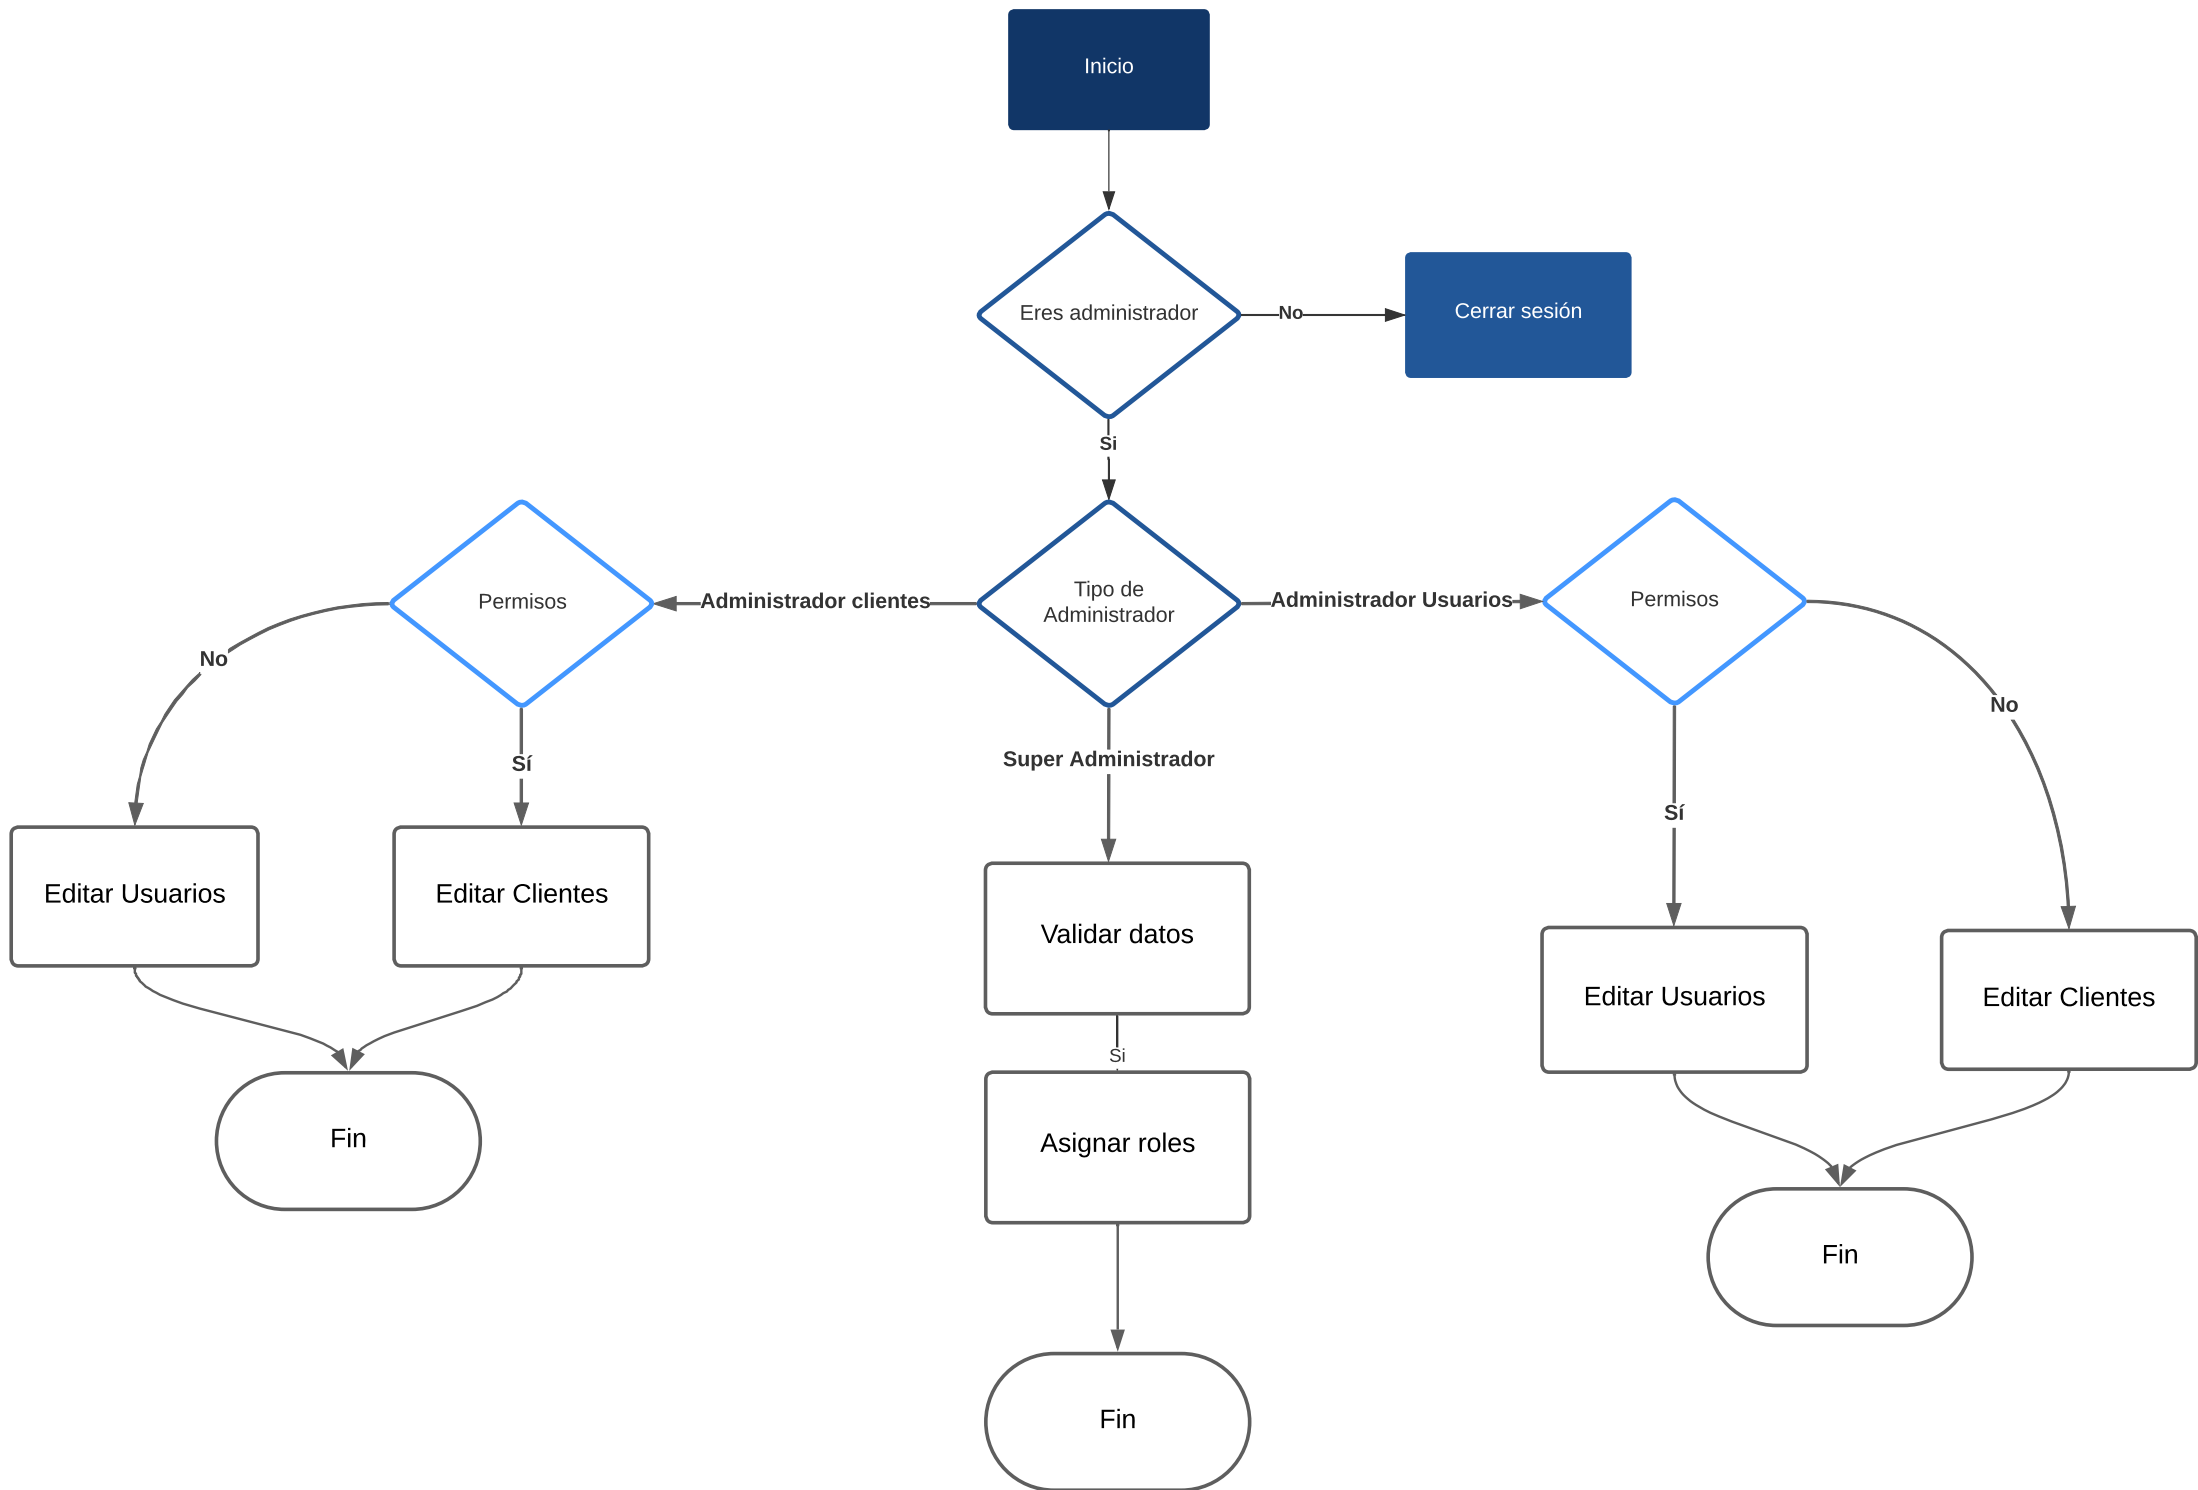 Inicio
Eres administrador
No
Cerrar sesión
Si
Permisos
Administrador clientes
Tipo de
Administrador
Administrador Usuarios
Permisos
No
No
Sí
Super Administrador
Sí
Editar Usuarios
Editar Clientes
Validar datos
Editar Usuarios
Editar Clientes
Si
Fin
Asignar roles
Fin
Fin